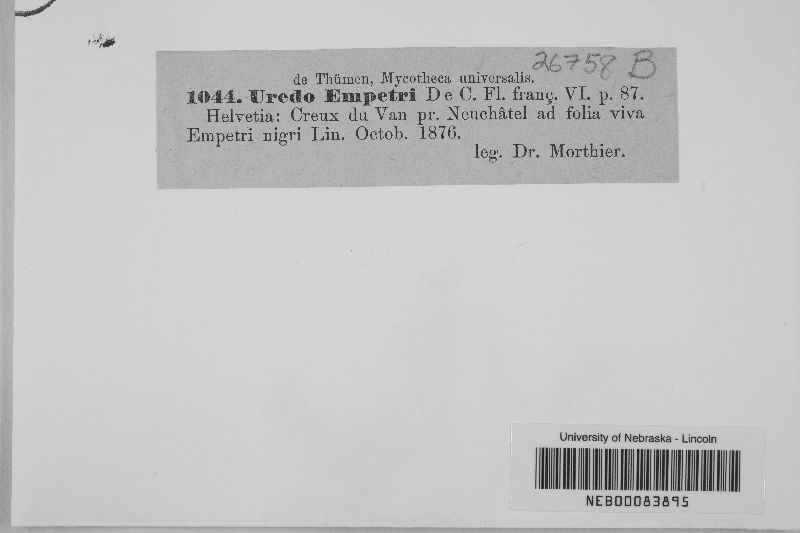 26758 B
de Thümen, Mycotheca universalis.
1044. Uredo Empetri De C. Fl. franç. VI. p. 87.
Helvetia: Creux du Van pr. Neuchâtel ad folia viva
Empetri nigri Lin. Octob. 1876.
leg. Dr. Morthier.
University of Nebraska - Lincoln
NEB00083895